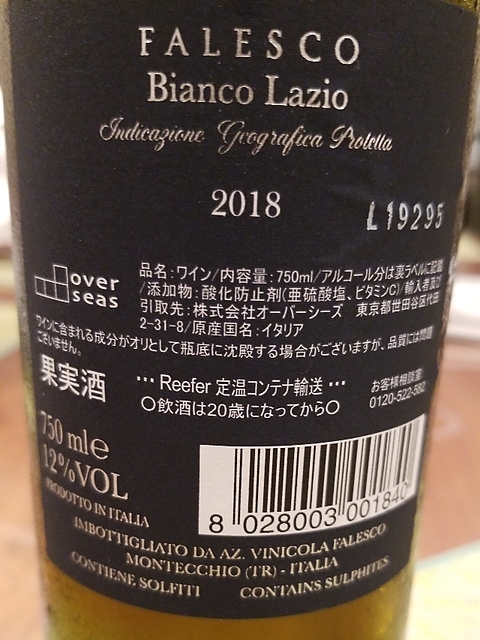 FALESCO
Bianco Lazio
Indicazione Geografica Protetta
2018
L19295
over
seas
品名:ワイン/内容量:750ml/アルコール分は裏ラベルに記載
/添加物:酸化防止剤(亜硫酸塩、ビタミンC)/輸入者及び
引取先:株式会社オーバーシーズ 東京都世田谷区代田
2-31-8/原産国名:イタリア
ワインに含まれる成分がオリとして瓶底に沈殿する場合がございますが、品質には問題
ございません。
果実酒
··· Reefer 定温コンテナ輸送 ···
〇飲酒は20歳になってから〇
お客様相談室
0120-522-582
750 ml e
12%VOL
PRODOTTO IN ITALIA
8 028003 001840
IMBOTTIGLIATO DA AZ. VINICOLA FALESCO
MONTECCHIO (TR) - ITALIA
CONTIENE SOLFITI CONTAINS SULPHITES